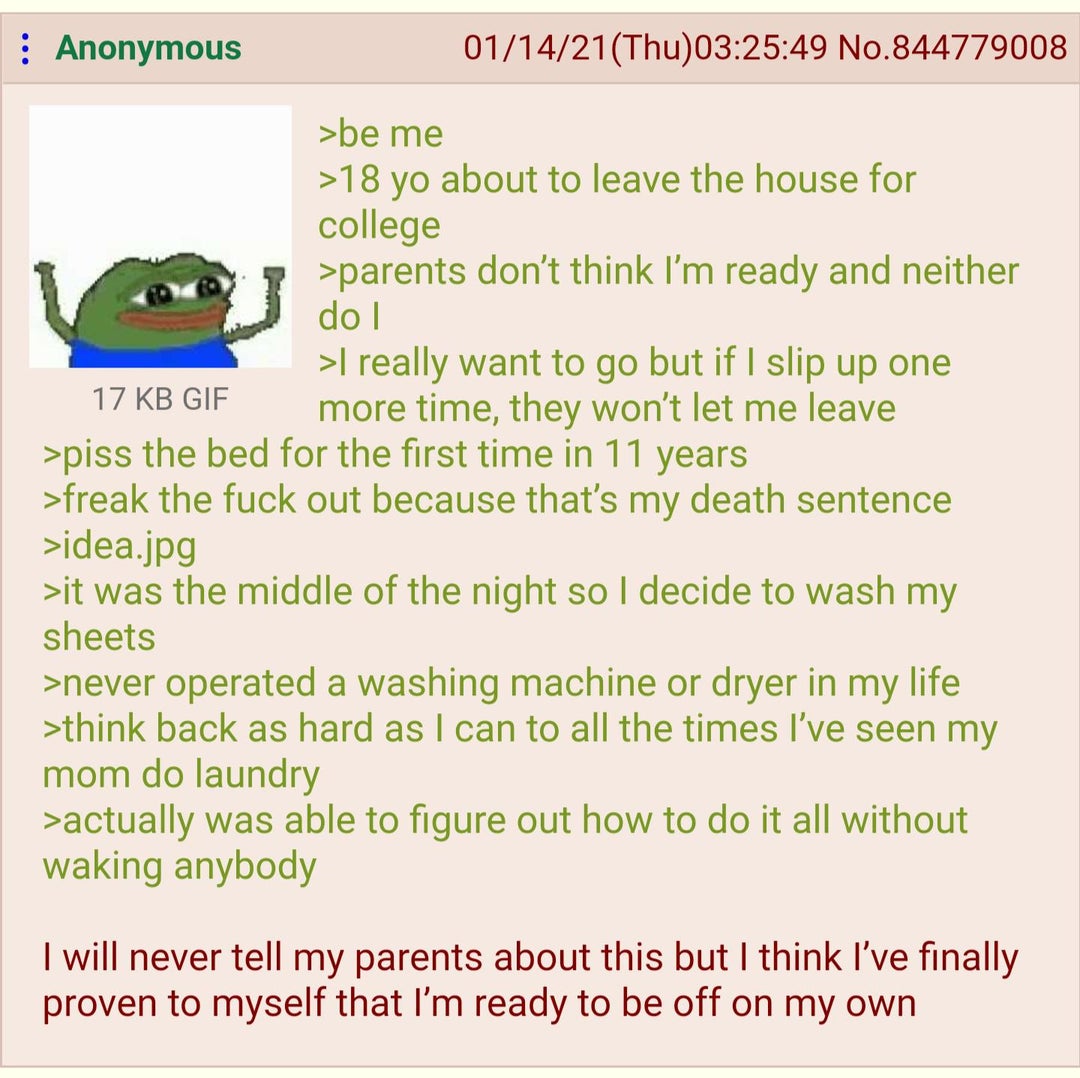 Anonymous 01/14/21(Thu)03:25:49 No.844779008
>be me
>18 yo about to leave the house for
college
>parents don’t think I’m ready and neither
do I
>I really want to go but if I slip up one
more time, they won’t let me leave
17 KB GIF
>piss the bed for the first time in 11 years
>freak the fuck out because that’s my death sentence
>idea.jpg
>it was the middle of the night so I decide to wash my
sheets
>never operated a washing machine or dryer in my life
>think back as hard as I can to all the times I’ve seen my
mom do laundry
>actually was able to figure out how to do it all without
waking anybody
I will never tell my parents about this but I think I’ve finally
proven to myself that I’m ready to be off on my own